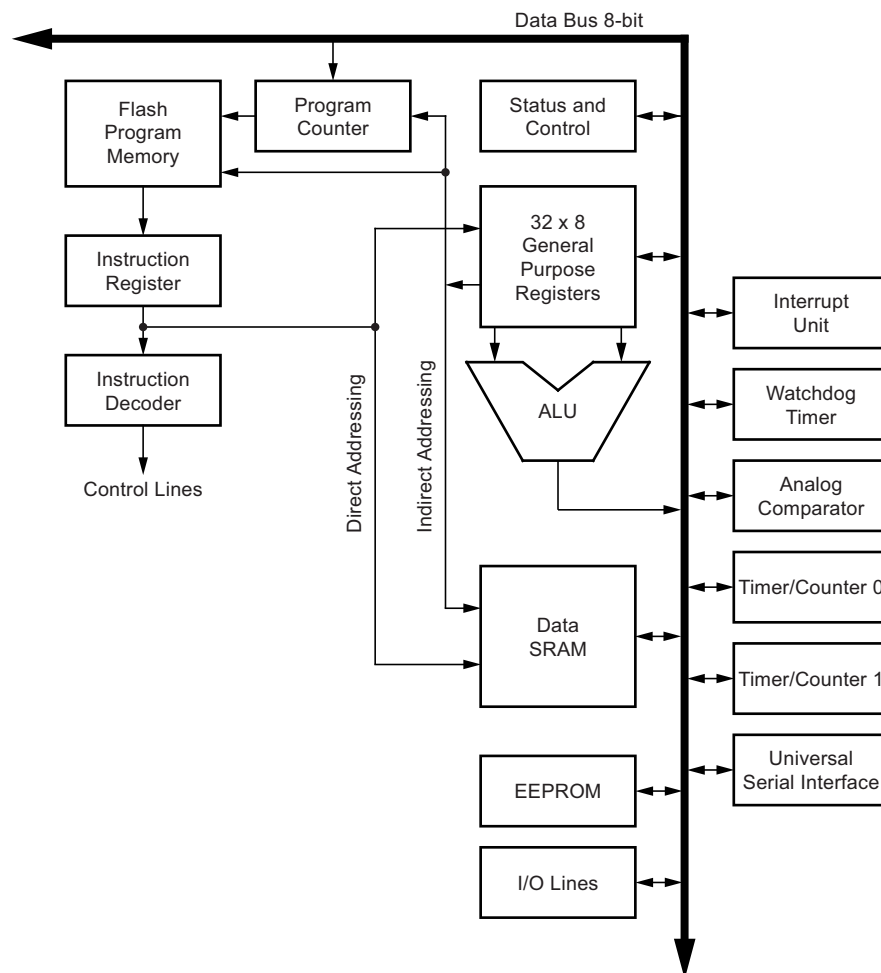 Data Bus 8-bit
Flash
Program
Memory
Program
Counter
Status and
Control
32 x 8
General
Purpose
Registers
Instruction
Register
Interrupt
Unit
Instruction
Decoder
ALU
Watchdog
Timer
Direct Addressing
Indirect Addressing
Control Lines
Analog
Comparator
Timer/Counter 0
Data
SRAM
Timer/Counter 1
Universal
Serial Interface
EEPROM
I/O Lines